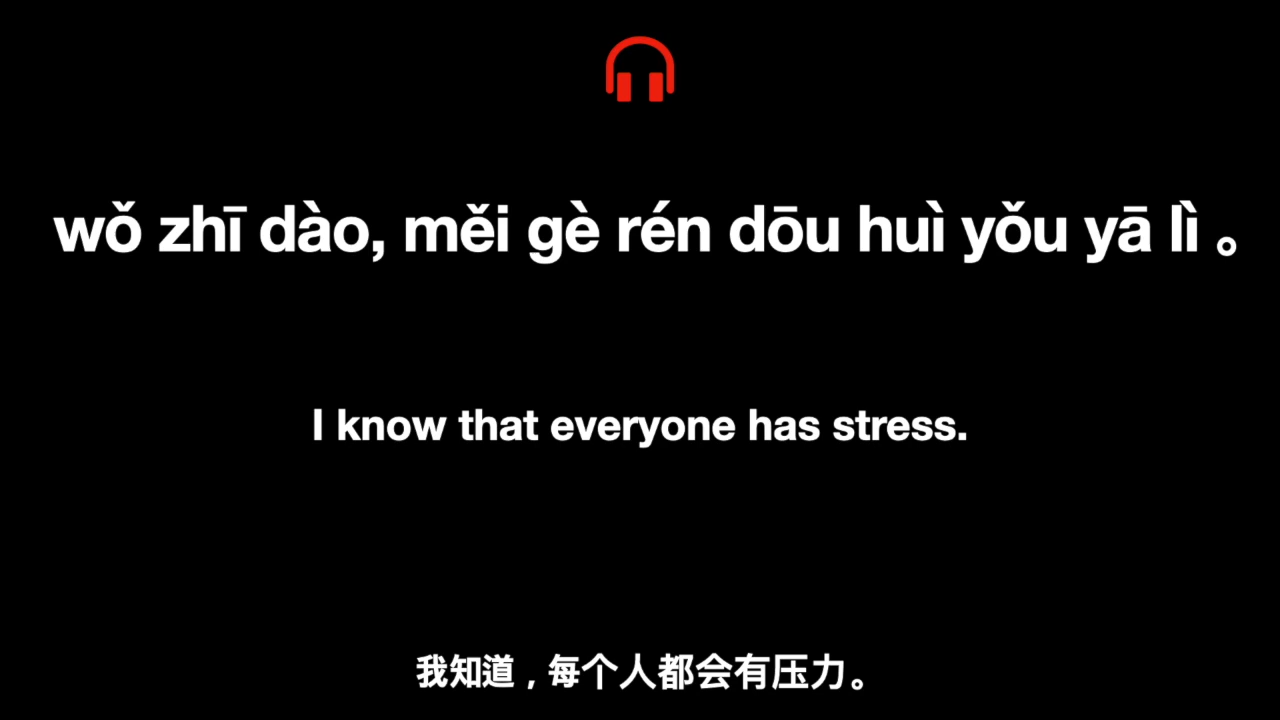 wǒ zhī dào, měi gè rén dōu huì yǒu yā lì 。
I know that everyone has stress.
我知道，每个人都会有压力。